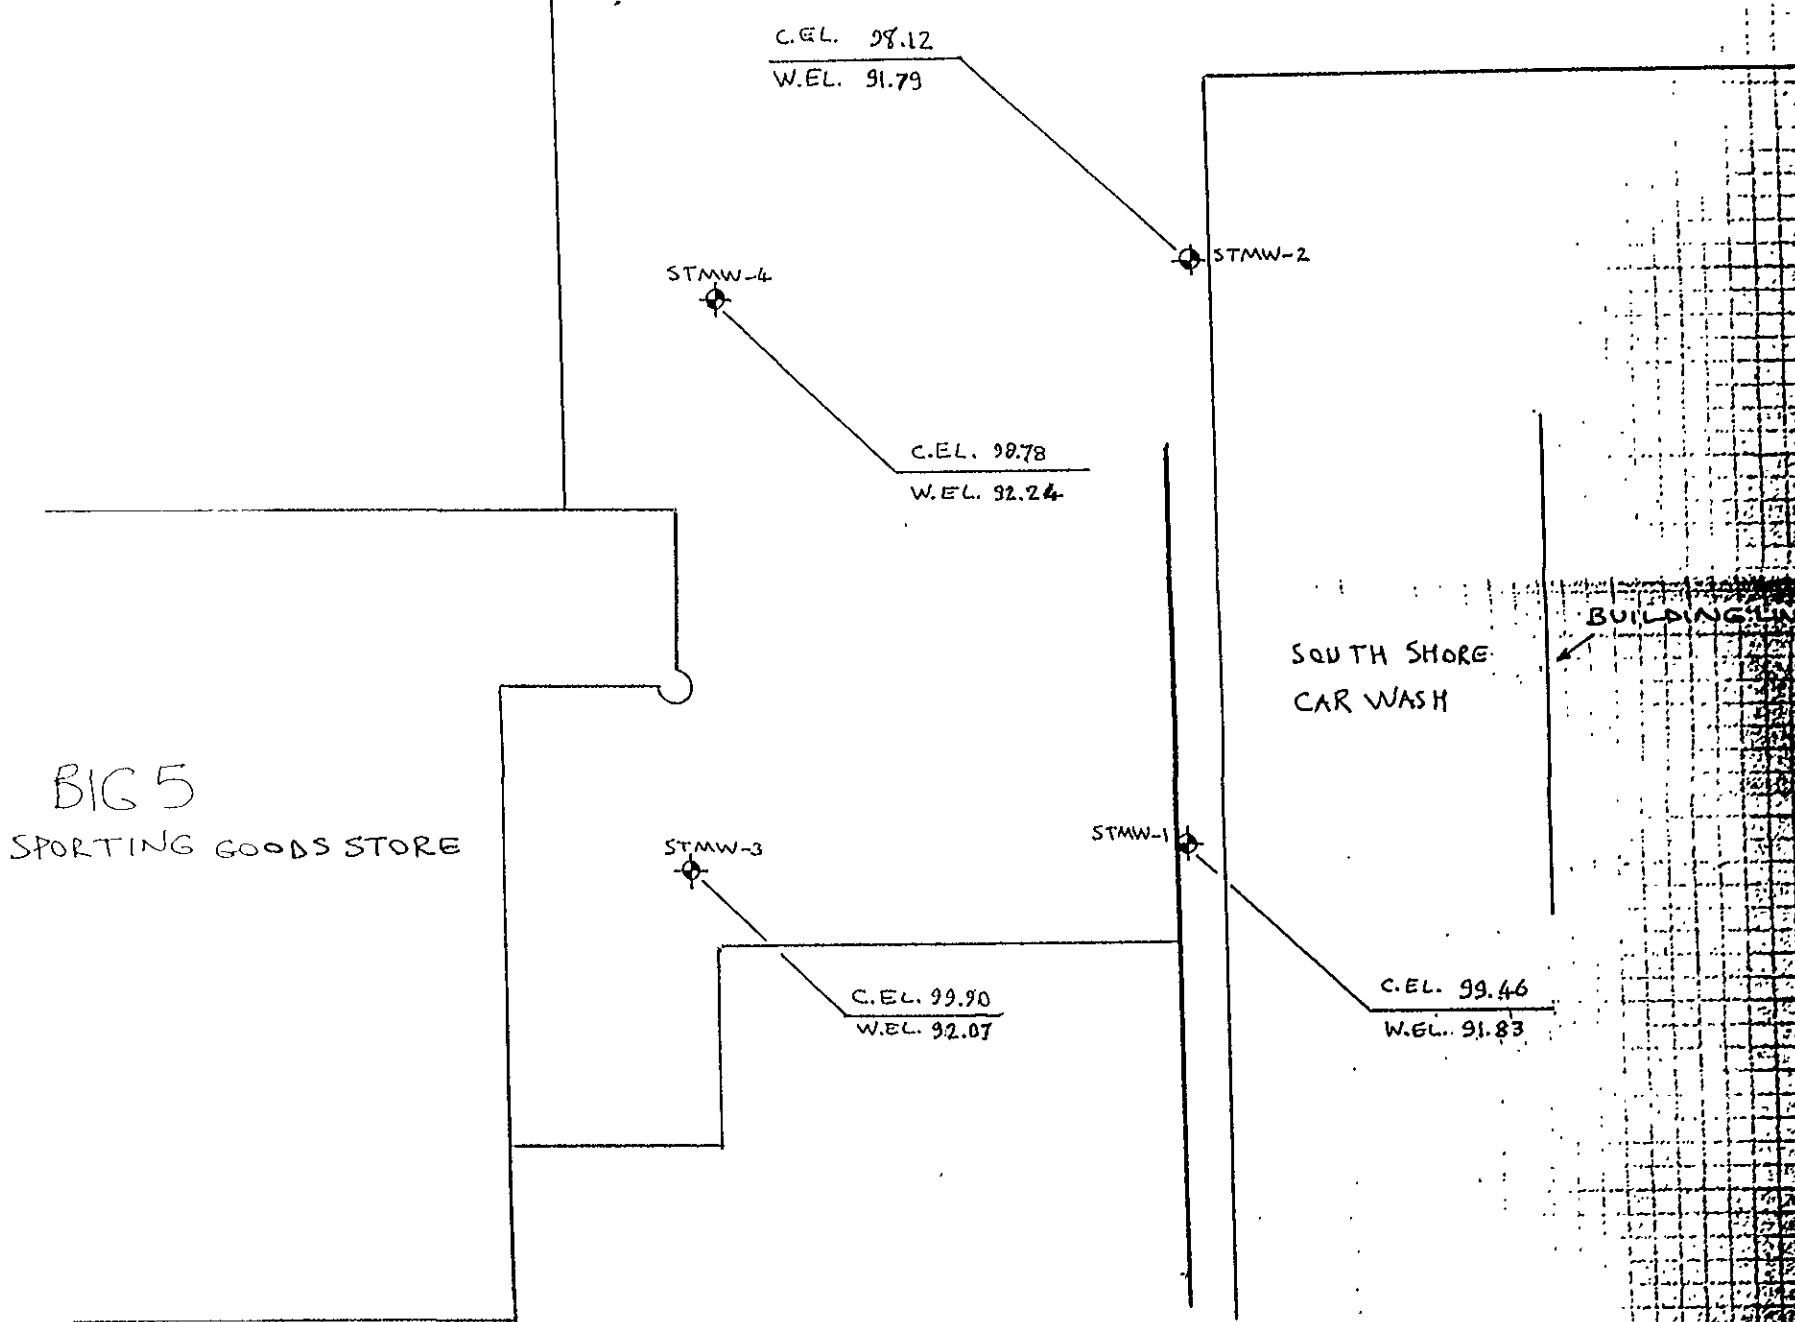 C.EL. 98.12
W.EL. 91.79
STMW-2
STMW-4
C.EL. 98.78
W.EL. 92.24
BUILDING
SOUTH SHORE
CAR WASH
BIG 5
SPORTING GOODS STORE
STMW-1
STMW-3
C.EL. 99.90
W.EL. 92.07
C.EL. 99.46
W.EL. 91.83